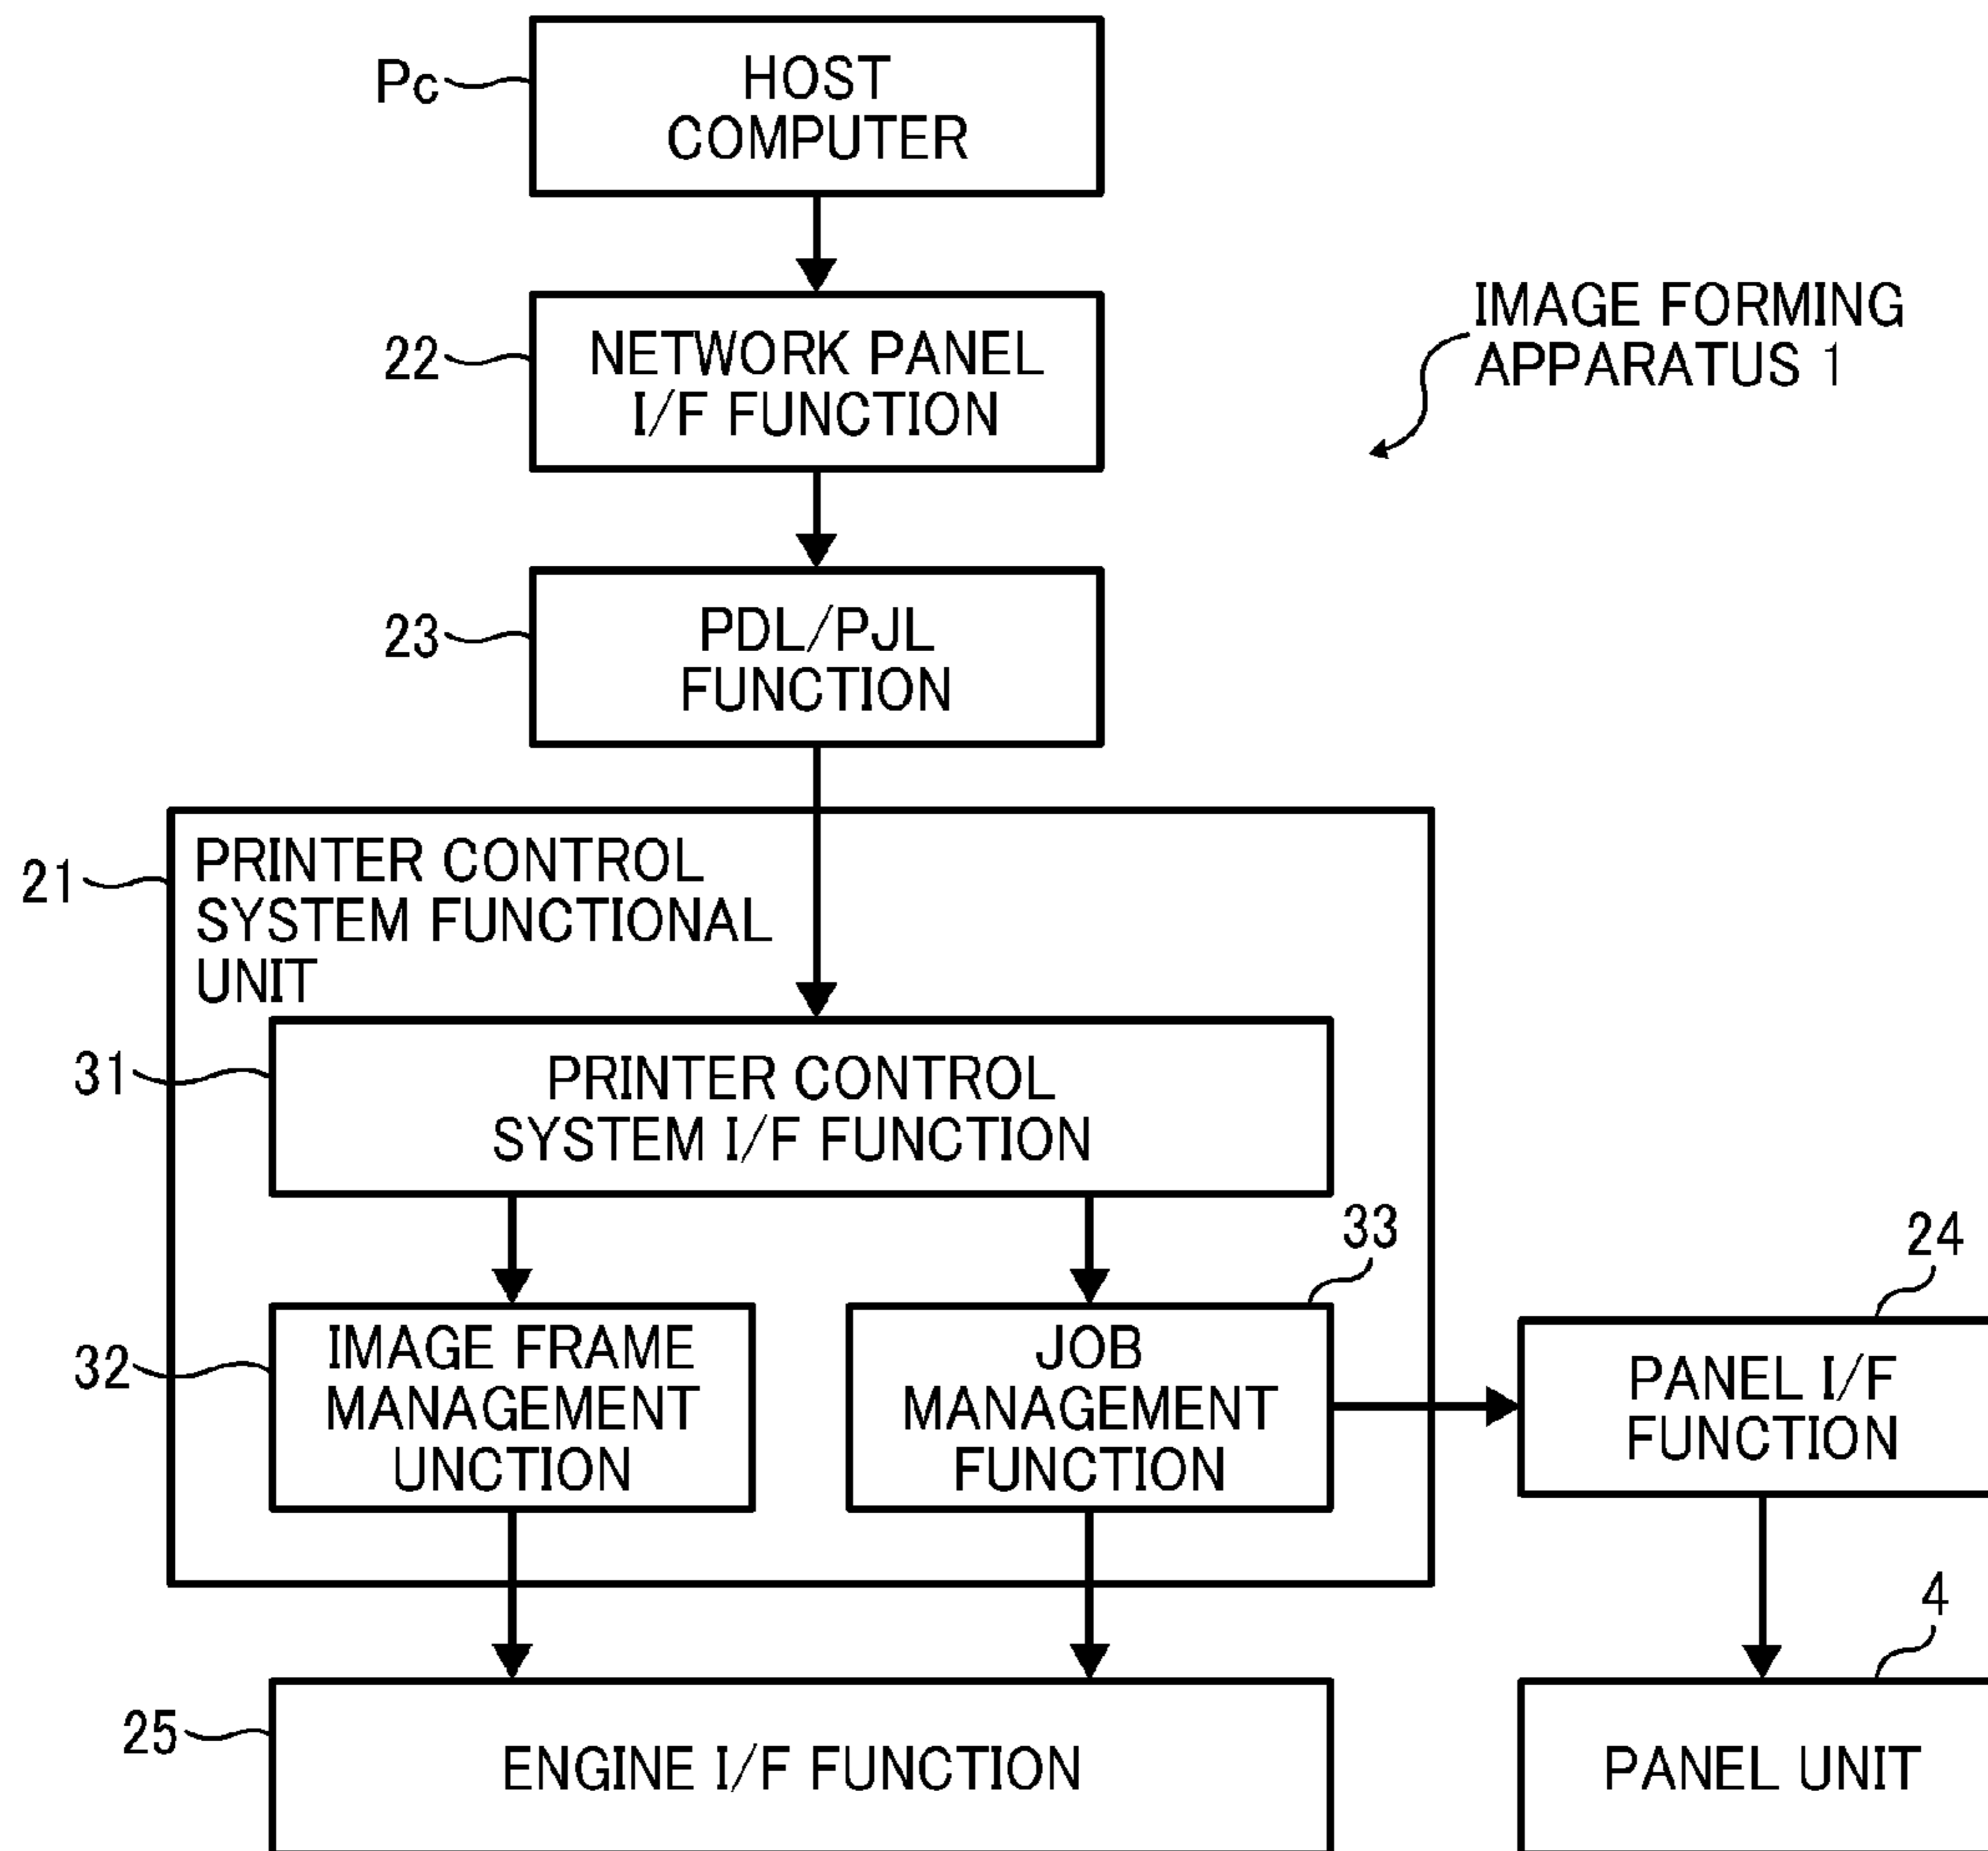 Pc
HOST
COMPUTER
22
NETWORK PANEL
I/F FUNCTION
IMAGE FORMING
APPARATUS 1
23
PDL/PJL
FUNCTION
21
PRINTER CONTROL
SYSTEM FUNCTIONAL
UNIT
31
PRINTER CONTROL
SYSTEM I/F FUNCTION
33
24
32
IMAGE FRAME
MANAGEMENT
UNCTION
JOB
MANAGEMENT
FUNCTION
PANEL I/F
FUNCTION
4
25
ENGINE I/F FUNCTION
PANEL UNIT